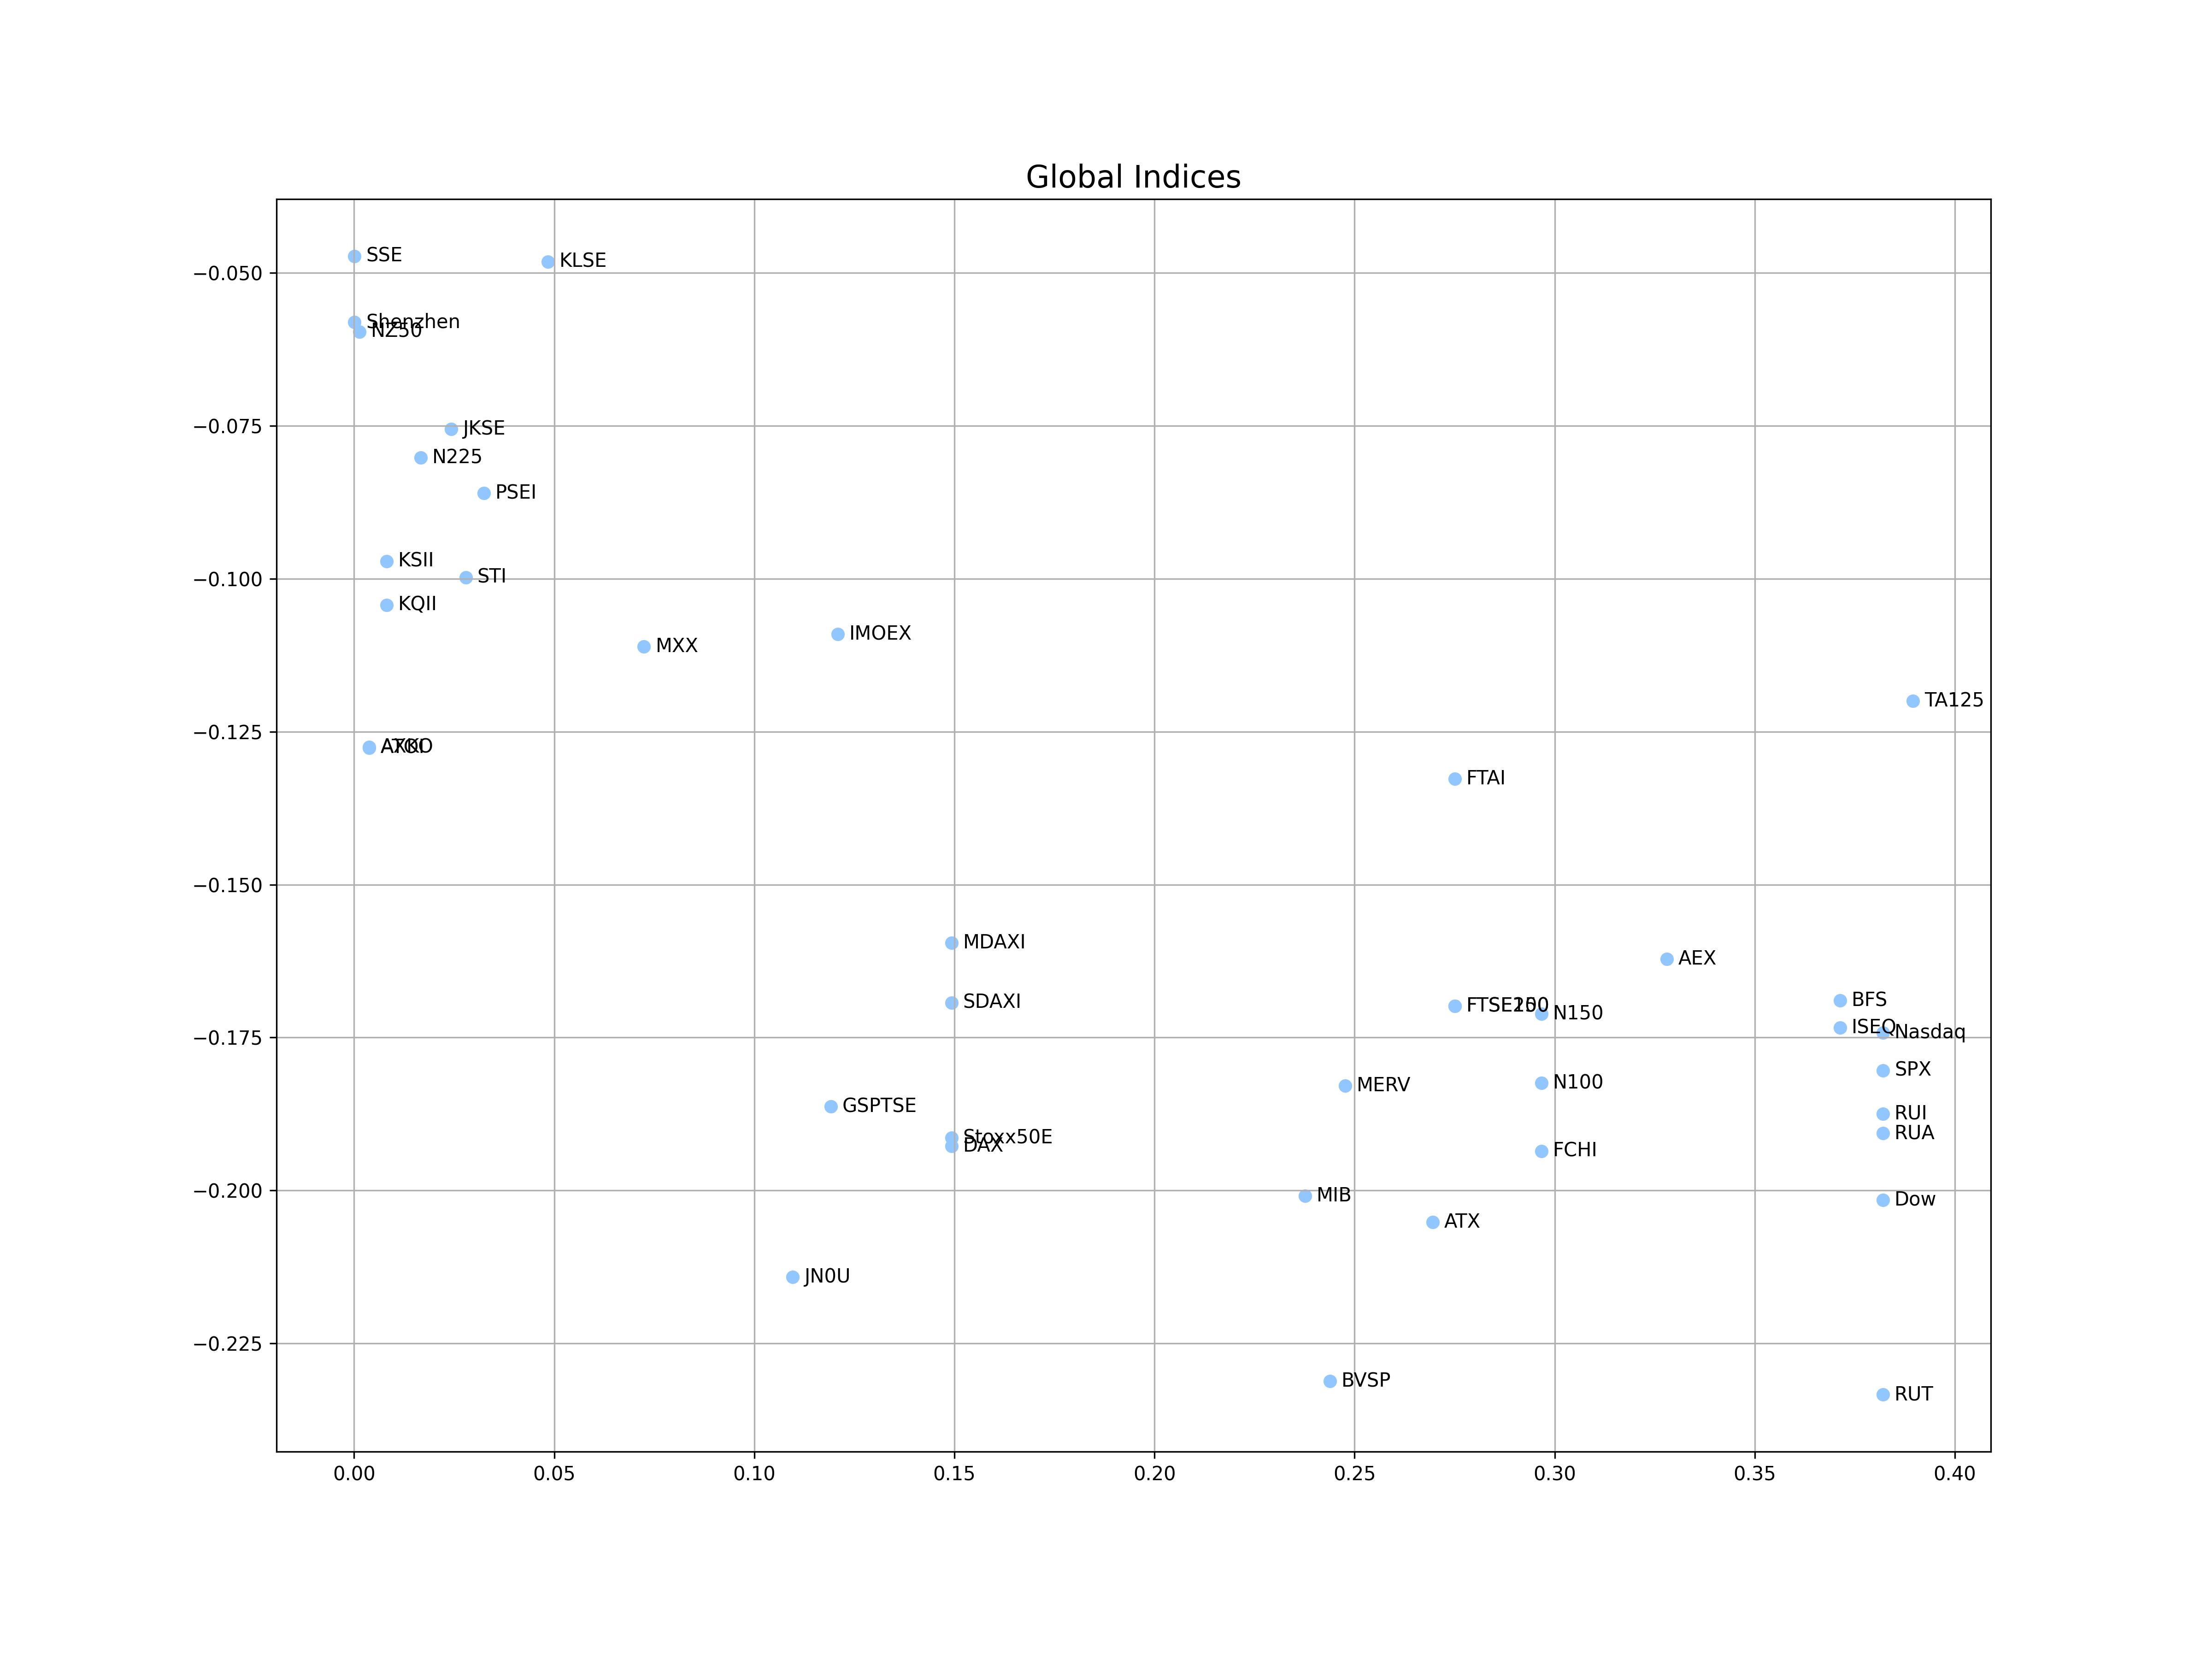 Global Indices
SSE
KLSE
−0.050
Shenzhen
NZ50
−0.075
JKSE
N225
PSEI
KSII
STI
−0.100
KQII
IMOEX
MXX
TA125
−0.125
FTAI
−0.150
MDAXI
AEX
BFS
SDAXI
N150
ISEQ
Nasdaq
−0.175
SPX
N100
MERV
GSPTSE
RUI
RUA
Stoxx50E
DAX
FCHI
−0.200
MIB
Dow
ATX
JN0U
−0.225
BVSP
RUT
0.00 0.05 0.10 0.15 0.20 0.25 0.30 0.35 0.40